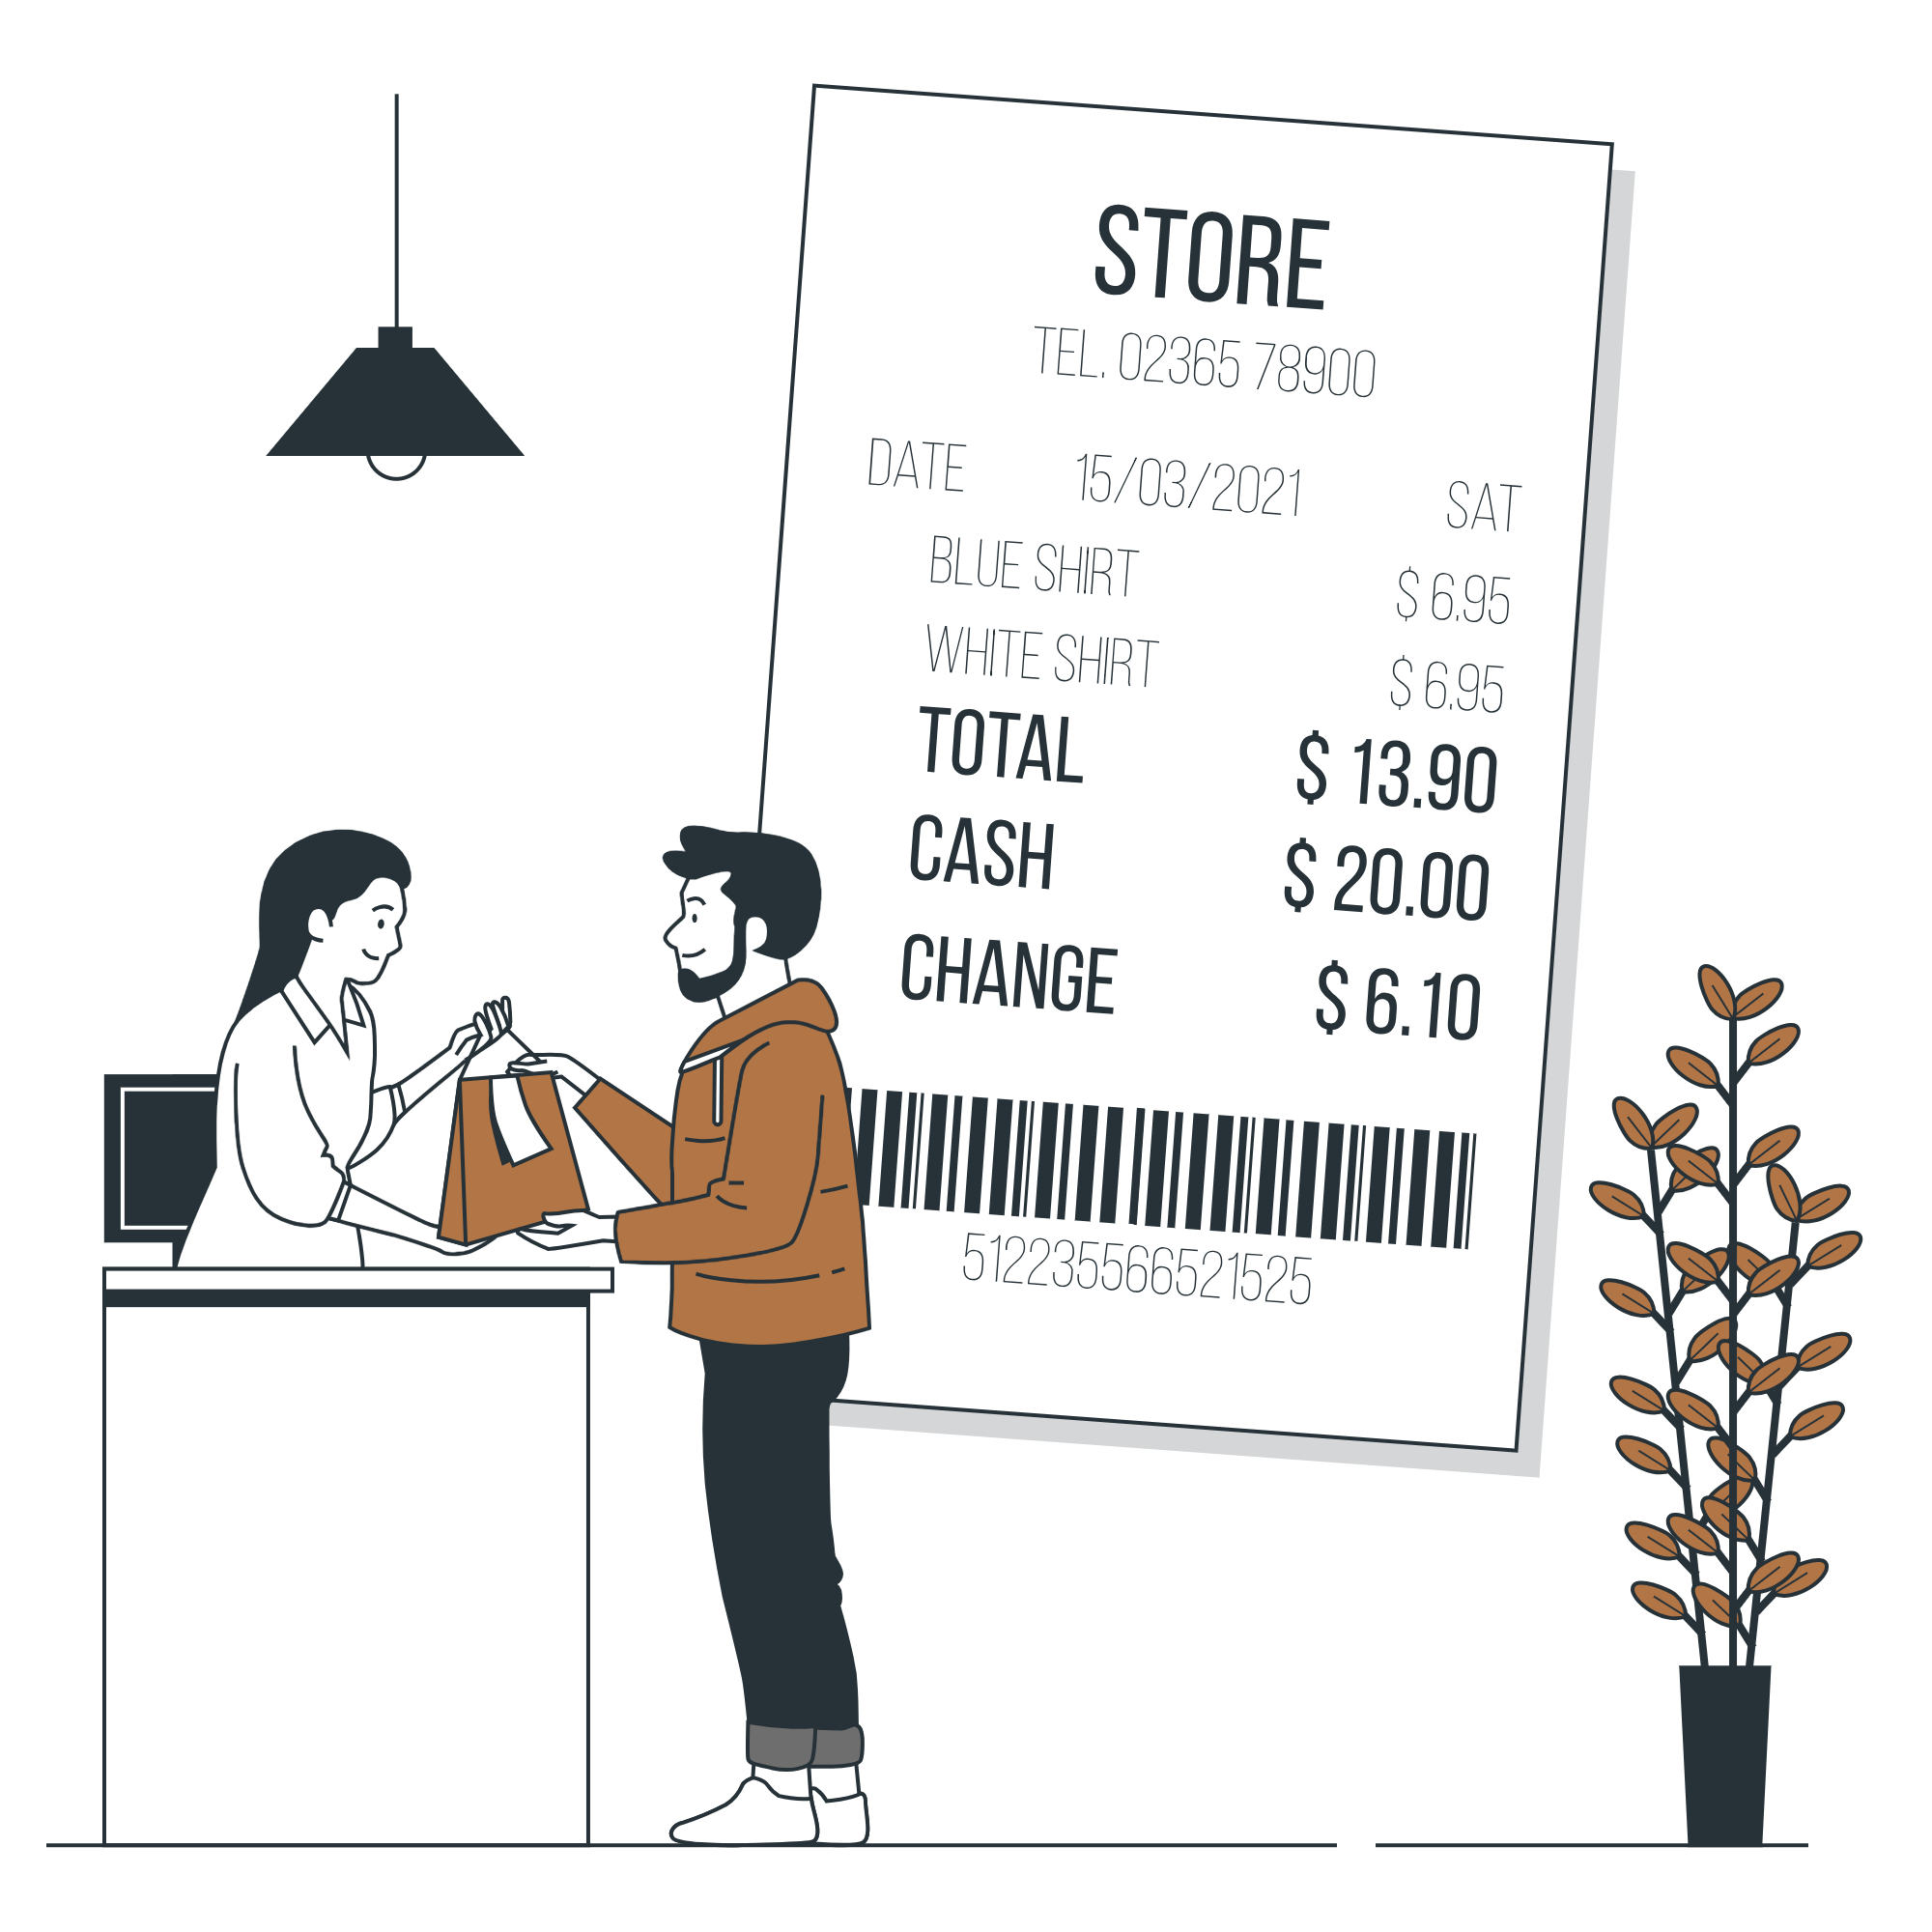 STORE
TEL. 02365 78900
DATE 15/03/2021 SAT
BLUE SHIRT $ 6,95
WHITE SHIRT $ 6,95
TOTAL $ 13.90
CASH $ 20.00
CHANGE $ 6.10
512235566521525